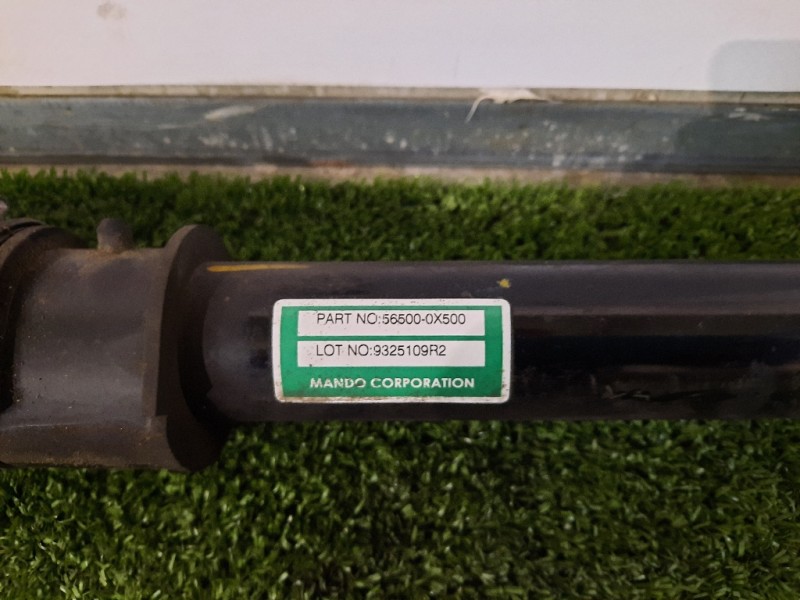 PART NO:56500-0X500
LOT NO:9325109R2
MANDO CORPORATION